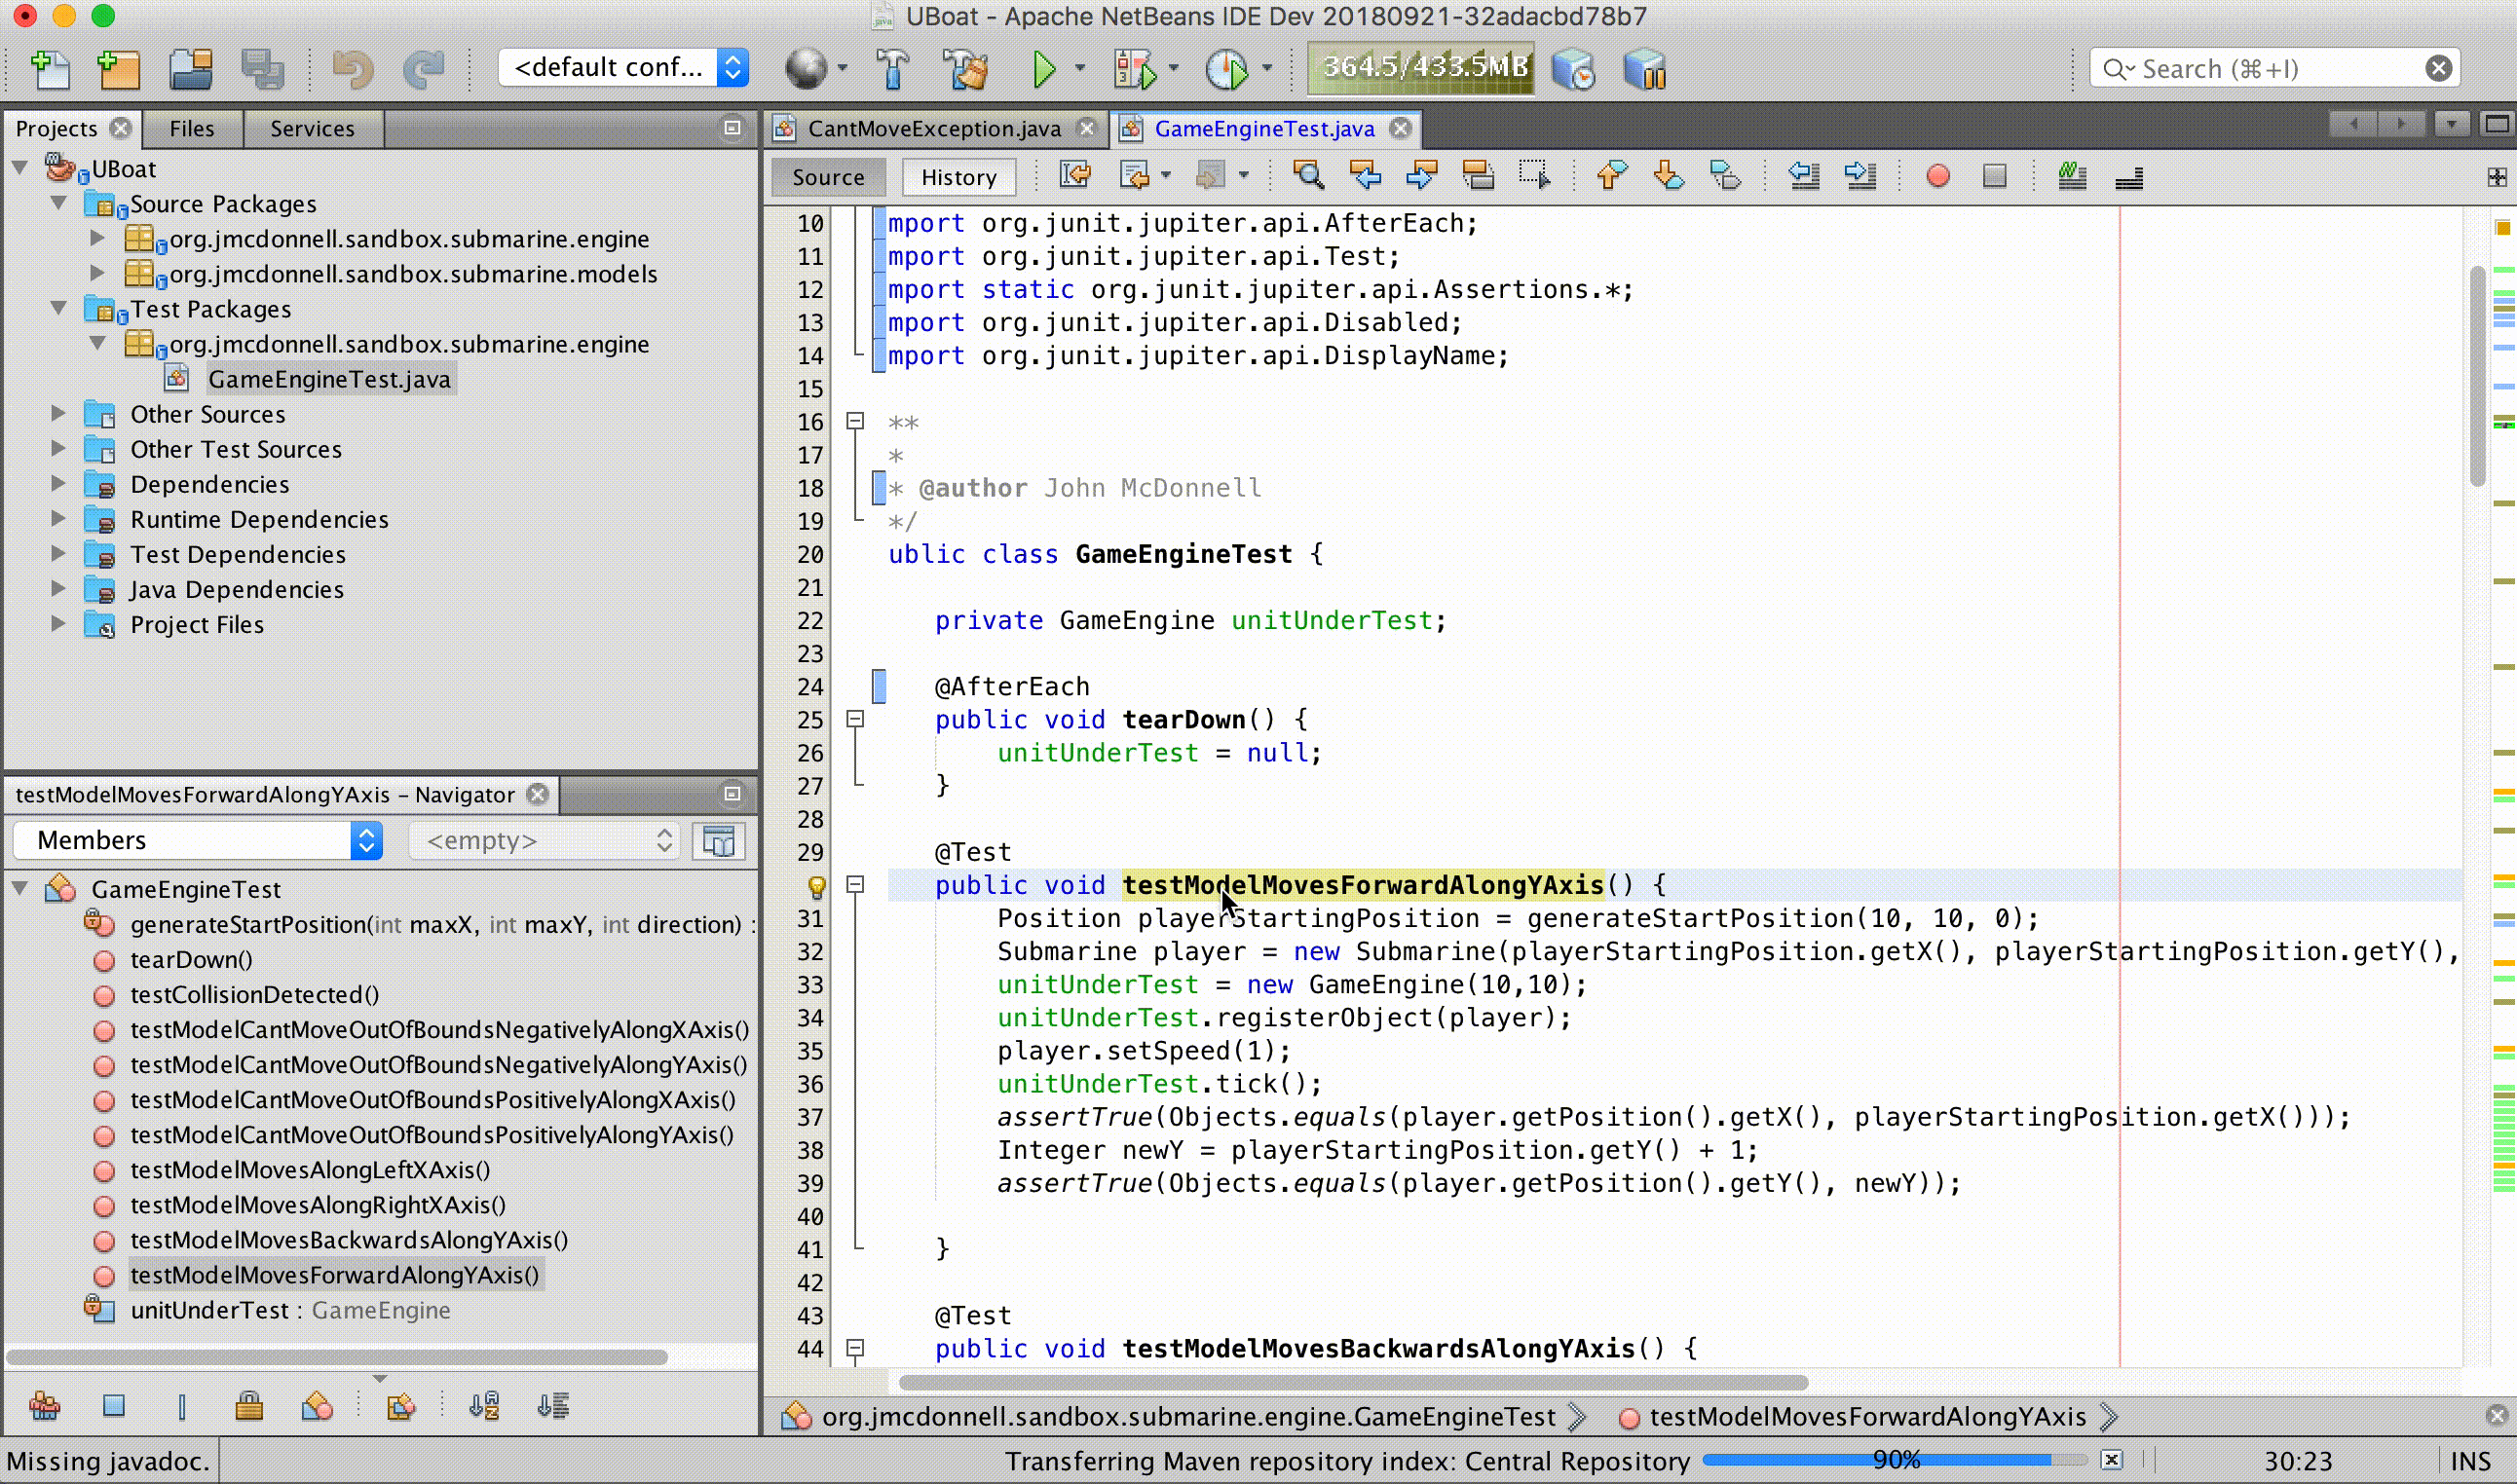 UBoat - Apache NetBeans IDE Dev 20180921-32adacbd78b7
<default conf...
364.5/433.5MB
Search (⌘+I)
Projects
Files
Services
UBoat
Source Packages
org.jmcdonnell.sandbox.submarine.engine
org.jmcdonnell.sandbox.submarine.models
Test Packages
org.jmcdonnell.sandbox.submarine.engine
GameEngineTest.java
Other Sources
Other Test Sources
Dependencies
Runtime Dependencies
Test Dependencies
Java Dependencies
Project Files
testModelMovesForwardAlongYAxis – Navigator
Members
<empty>
GameEngineTest
generateStartPosition(int maxX, int maxY, int direction) :
tearDown()
testCollisionDetected()
testModelCantMoveOutOfBoundsNegativelyAlongXAxis()
testModelCantMoveOutOfBoundsNegativelyAlongYAxis()
testModelCantMoveOutOfBoundsPositivelyAlongXAxis()
testModelCantMoveOutOfBoundsPositivelyAlongYAxis()
testModelMovesAlongLeftXAxis()
testModelMovesAlongRightXAxis()
testModelMovesBackwardsAlongYAxis()
testModelMovesForwardAlongYAxis()
unitUnderTest : GameEngine
CantMoveException.java
GameEngineTest.java
Source
History
10 mport org.junit.jupiter.api.AfterEach;
11 mport org.junit.jupiter.api.Test;
12 mport static org.junit.jupiter.api.Assertions.*;
13 mport org.junit.jupiter.api.Disabled;
14 mport org.junit.jupiter.api.DisplayName;
15
16 **
17 *
18 * @author John McDonnell
19 */
20 ublic class GameEngineTest {
21
22 private GameEngine unitUnderTest;
23
24 @AfterEach
25 public void tearDown() {
26 unitUnderTest = null;
27 }
28
29 @Test
public void testModelMovesForwardAlongYAxis() {
31 Position playerStartingPosition = generateStartPosition(10, 10, 0);
32 Submarine player = new Submarine(playerStartingPosition.getX(), playerStartingPosition.getY(),
33 unitUnderTest = new GameEngine(10,10);
34 unitUnderTest.registerObject(player);
35 player.setSpeed(1);
36 unitUnderTest.tick();
37 assertTrue(Objects.equals(player.getPosition().getX(), playerStartingPosition.getX()));
38 Integer newY = playerStartingPosition.getY() + 1;
39 assertTrue(Objects.equals(player.getPosition().getY(), newY));
40
41 }
42
43 @Test
44 public void testModelMovesBackwardsAlongYAxis() {
org.jmcdonnell.sandbox.submarine.engine.GameEngineTest
testModelMovesForwardAlongYAxis
Missing javadoc.
Transferring Maven repository index: Central Repository
90%
30:23
INS